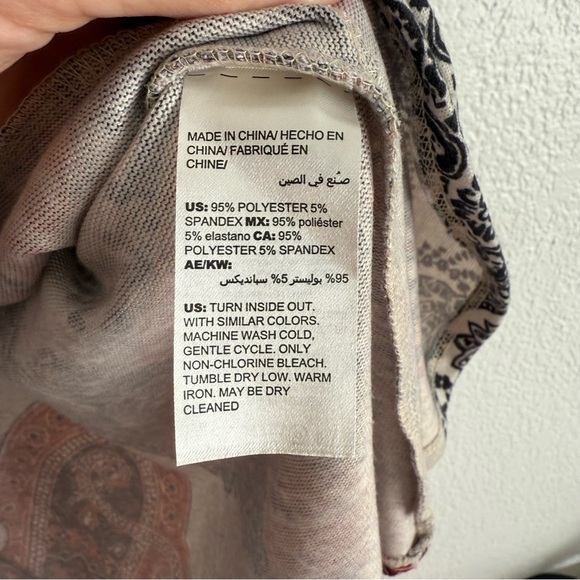 MADE IN CHINA/ HECHO EN
CHINA/ FABRIQUÉ EN
CHINE/
صُنع في الصين
US: 95% POLYESTER 5%
SPANDEX MX: 95% poliéster
5% elastano CA: 95%
POLYESTER 5% SPANDEX
AE/KW:
95% بوليستر 5% سبانديكس
US: TURN INSIDE OUT.
WITH SIMILAR COLORS.
MACHINE WASH COLD,
GENTLE CYCLE. ONLY
NON-CHLORINE BLEACH.
TUMBLE DRY LOW. WARM
IRON. MAY BE DRY
CLEANED